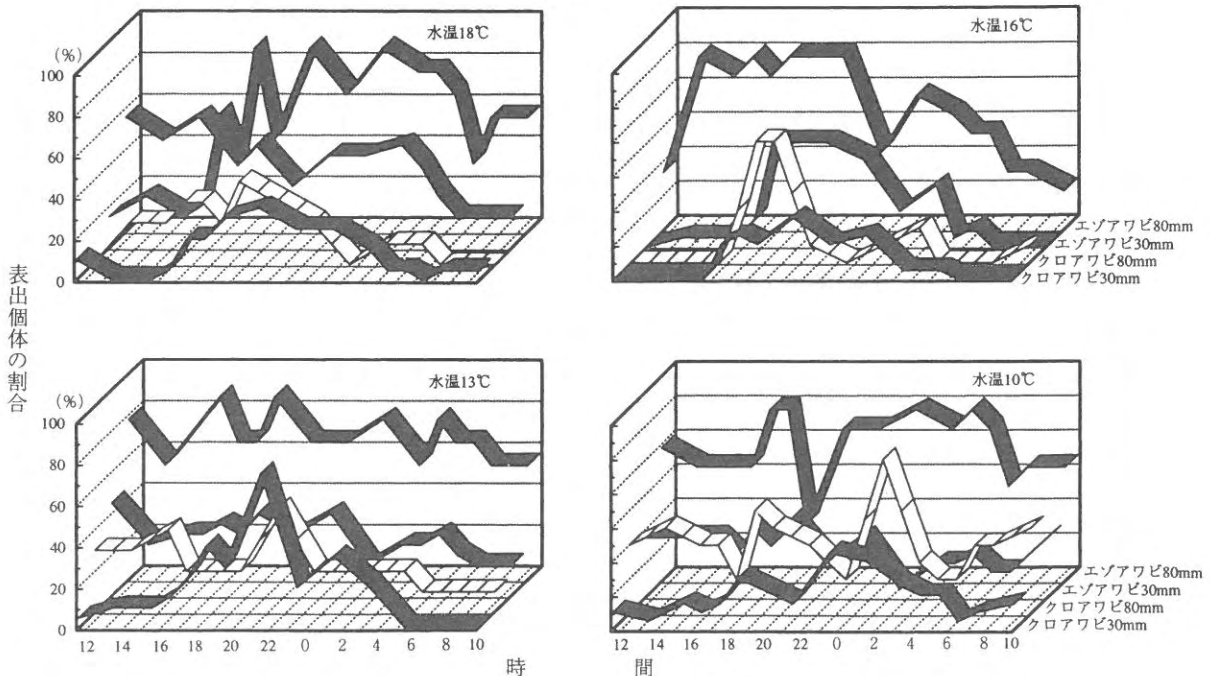 水温18℃
(%)
100
80
60
40
20
0
水温16℃
エゾアワビ80mm
エゾアワビ30mm
クロアワビ80mm
クロアワビ30mm
表出個体の割合
水温13℃
(%)
100
80
60
40
20
0
12 14 16 18 20 22 0 2 4 6 8 10
水温10℃
エゾアワビ80mm
エゾアワビ30mm
クロアワビ80mm
クロアワビ30mm
12 14 16 18 20 22 0 2 4 6 8 10
時 間